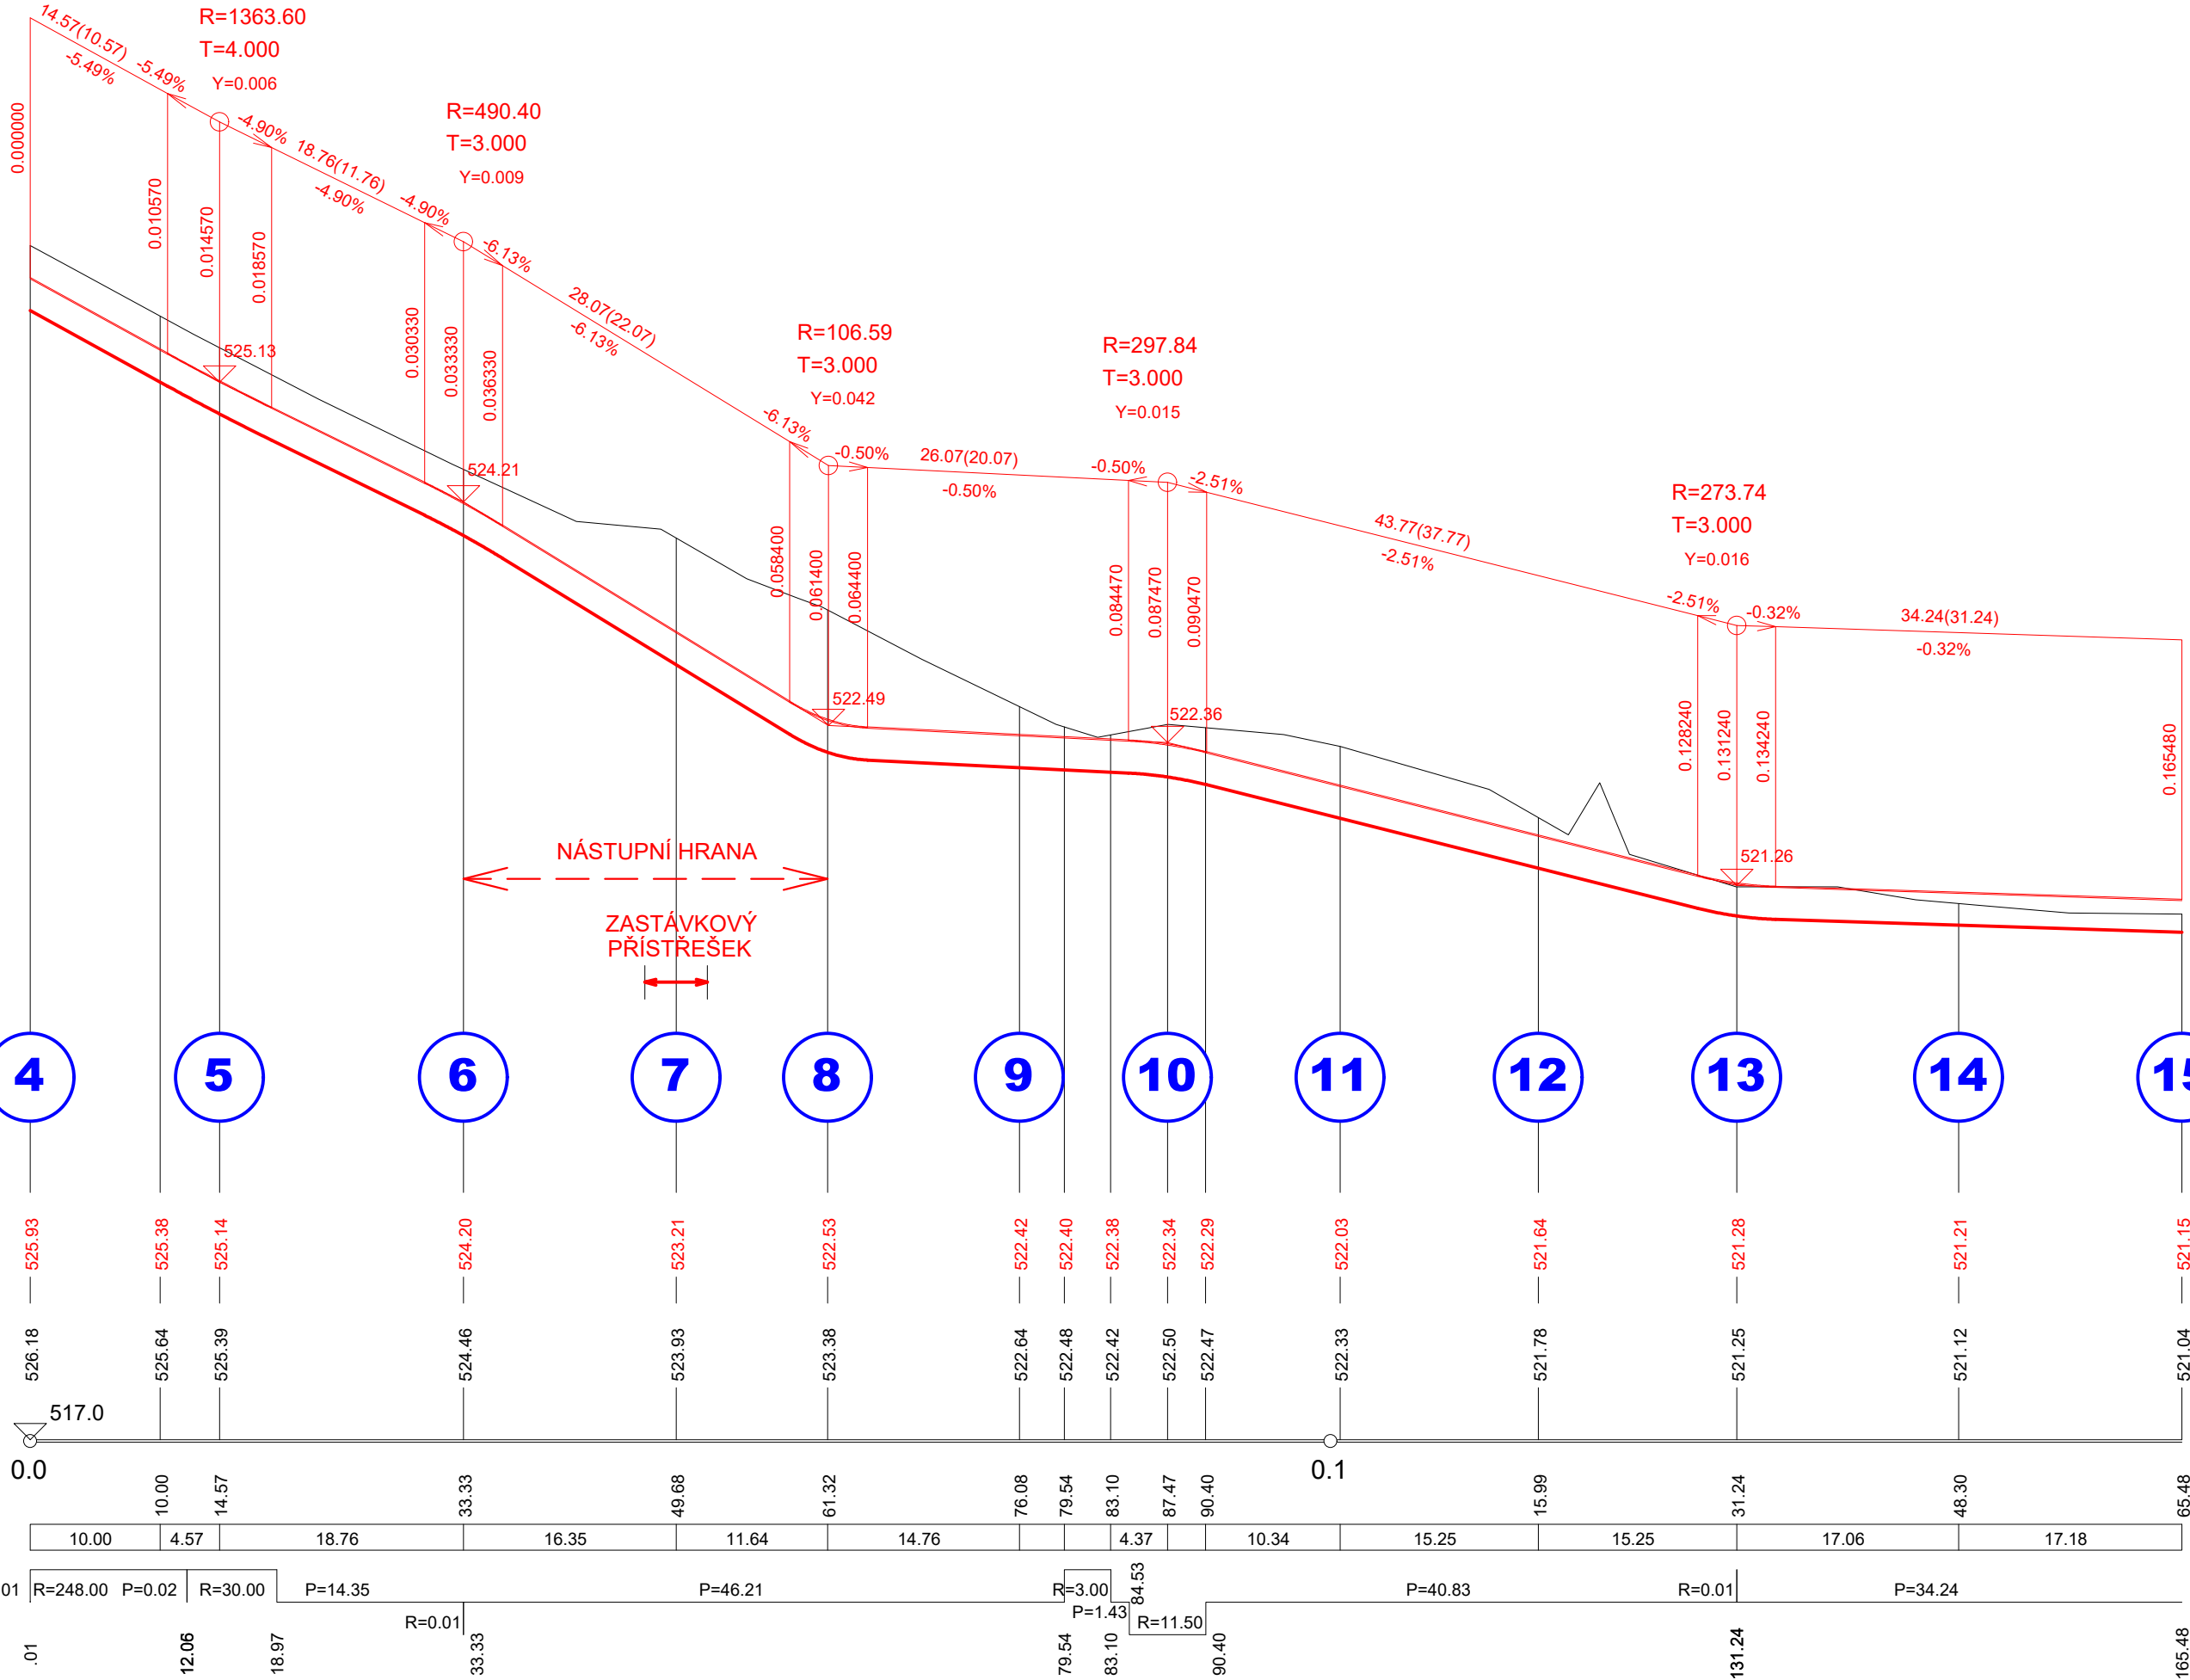 14.57(10.57)
-5.49%
-5.49%
R=1363.60
T=4.000
Y=0.006
-4.90%
18.76(11.76)
-4.90%
-4.90%
R=490.40
T=3.000
Y=0.009
-6.13%
28.07(22.07)
-6.13%
-6.13%
R=106.59
T=3.000
Y=0.042
-0.50%
26.07(20.07)
-0.50%
-0.50%
R=297.84
T=3.000
Y=0.015
-2.51%
43.77(37.77)
-2.51%
-2.51%
R=273.74
T=3.000
Y=0.016
-0.32%
34.24(31.24)
-0.32%
0.000000
0.010570
0.014570
0.018570
0.030330
0.033330
0.036330
0.058400
0.061400
0.064400
0.084470
0.087470
0.090470
0.128240
0.131240
0.134240
0.165480
525.13
524.21
522.49
522.36
521.26
NÁSTUPNÍ HRANA
ZASTÁVKOVÝ
PŘÍSTŘEŠEK
4 5 6 7 8 9 10 11 12 13 14 15
525.93 525.38 525.14 524.20 523.21 522.53 522.42 522.40 522.38 522.34 522.29 522.03 521.64 521.28 521.21 521.15
526.18 525.64 525.39 524.46 523.93 523.38 522.64 522.48 522.42 522.50 522.47 522.33 521.78 521.25 521.12 521.04
517.0
0.0 0.1
10.00 14.57 33.33 49.68 61.32 76.08 79.54 83.10 87.47 90.40 15.99 31.24 48.30 65.48
10.00 4.57 18.76 16.35 11.64 14.76 4.37 10.34 15.25 15.25 17.06 17.18
01 R=248.00 P=0.02 R=30.00 P=14.35 P=46.21 R=3.00 84.53 P=40.83 R=0.01 P=34.24
R=0.01 P=1.43 R=11.50
.01 12.06 18.97 33.33 79.54 83.10 90.40 131.24 165.48